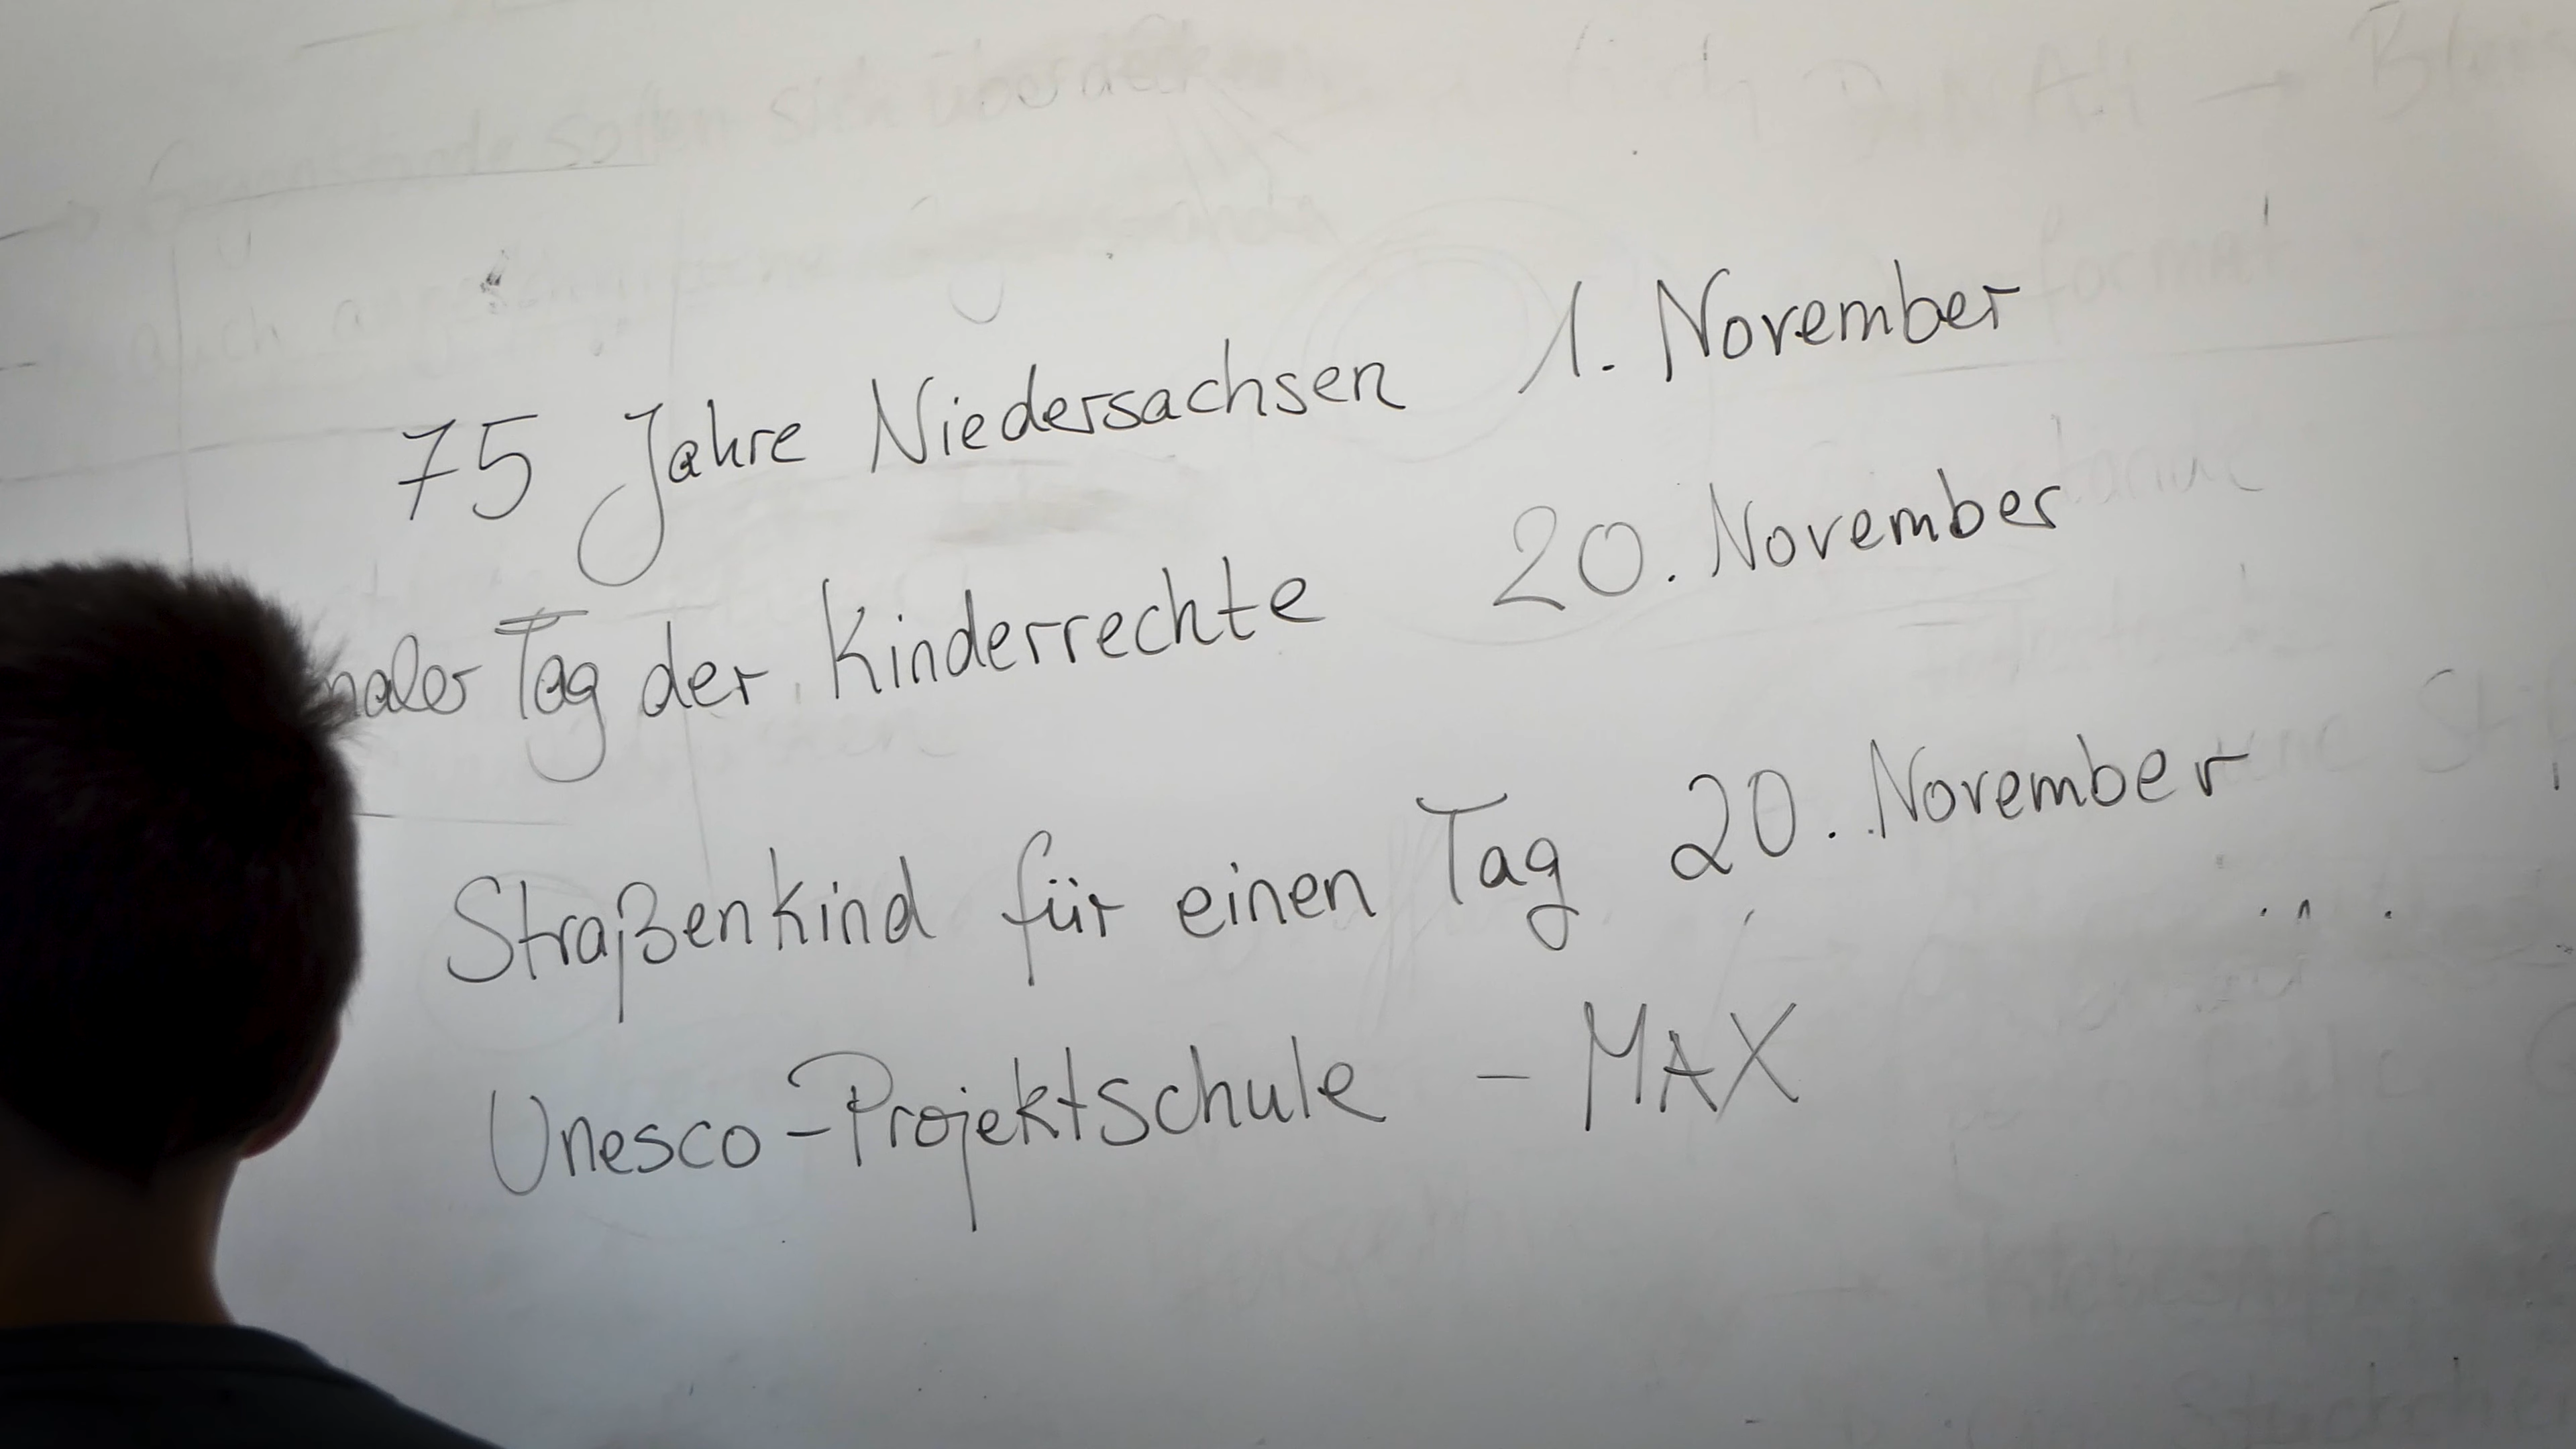 75 Jahre Niedersachsen 1. November
naler Tag der Kinderrechte 20. November
Straßenkind für einen Tag 20. November
Unesco-Projektschule - MAX